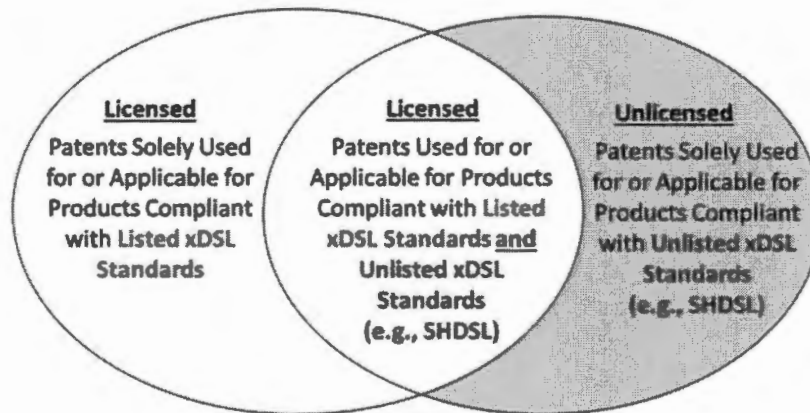 Licensed
Patents Solely Used
for or Applicable for
Products Compliant
with Listed xDSL
Standards
Licensed
Patents Used for or
Applicable for Products
Compliant with Listed
xDSL Standards and
Unlisted xDSL
Standards
(e.g., SHDSL)
Unlicensed
Patents Solely Used
for or Applicable for
Products Compliant
with Unlisted xDSL
Standards
(e.g., SHDSL)